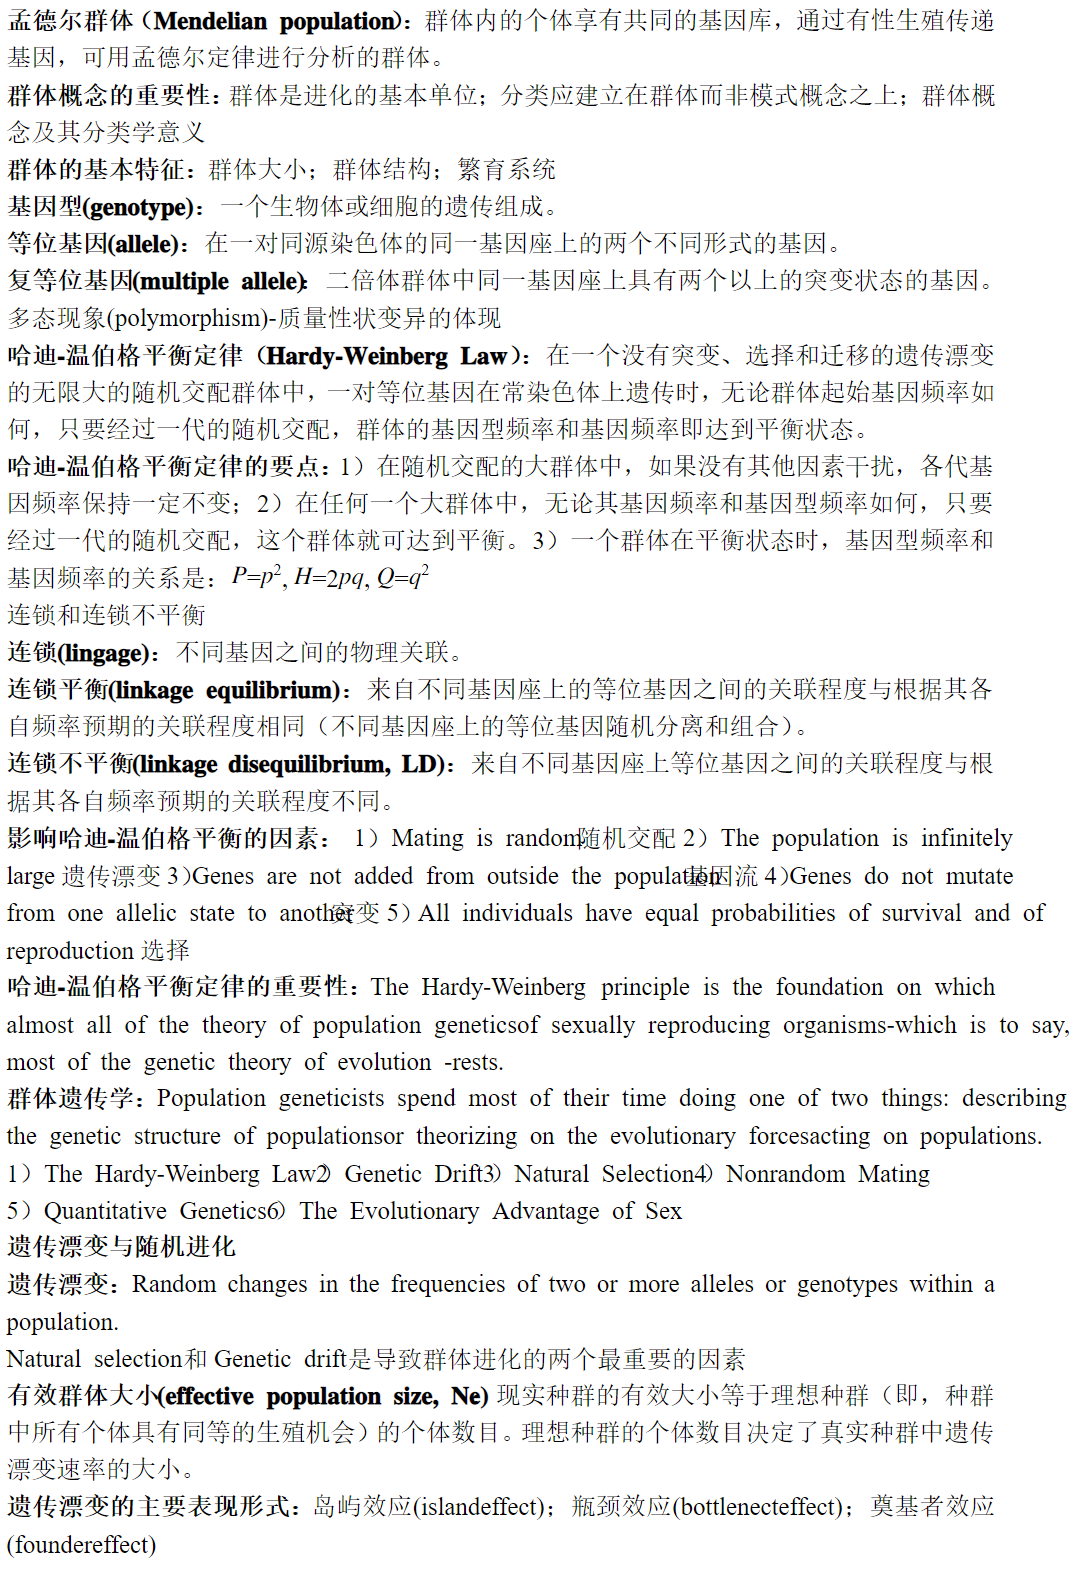 孟德尔群体（Mendelian population）：群体内的个体享有共同的基因库，通过有性生殖传递
基因，可用孟德尔定律进行分析的群体。
群体概念的重要性：群体是进化的基本单位；分类应建立在群体而非模式概念之上；群体概
念及其分类学意义
群体的基本特征：群体大小；群体结构；繁育系统
基因型(genotype)：一个生物体或细胞的遗传组成。
等位基因(allele)：在一对同源染色体的同一基因座上的两个不同形式的基因。
复等位基因(multiple allele)：二倍体群体中同一基因座上具有两个以上的突变状态的基因。
多态现象(polymorphism)-质量性状变异的体现
哈迪-温伯格平衡定律（Hardy-Weinberg Law）：在一个没有突变、选择和迁移的遗传漂变
的无限大的随机交配群体中，一对等位基因在常染色体上遗传时，无论群体起始基因频率如
何，只要经过一代的随机交配，群体的基因型频率和基因频率即达到平衡状态。
哈迪-温伯格平衡定律的要点：1）在随机交配的大群体中，如果没有其他因素干扰，各代基
因频率保持一定不变；2）在任何一个大群体中，无论其基因频率和基因型频率如何，只要
经过一代的随机交配，这个群体就可达到平衡。3）一个群体在平衡状态时，基因型频率和
基因频率的关系是：P=p², H=2pq, Q=q²
连锁和连锁不平衡
连锁(lingage)：不同基因之间的物理关联。
连锁平衡(linkage equilibrium)：来自不同基因座上的等位基因之间的关联程度与根据其各
自频率预期的关联程度相同（不同基因座上的等位基因随机分离和组合）。
连锁不平衡(linkage disequilibrium, LD)：来自不同基因座上等位基因之间的关联程度与根
据其各自频率预期的关联程度不同。
影响哈迪-温伯格平衡的因素： 1）Mating is random随机交配 2）The population is infinitely
large 遗传漂变 3）Genes are not added from outside the population基因流 4）Genes do not mutate
from one allelic state to another突变 5）All individuals have equal probabilities of survival and of
reproduction 选择
哈迪-温伯格平衡定律的重要性：The Hardy-Weinberg principle is the foundation on which
almost all of the theory of population geneticsof sexually reproducing organisms-which is to say,
most of the genetic theory of evolution -rests.
群体遗传学：Population geneticists spend most of their time doing one of two things: describing
the genetic structure of populationsor theorizing on the evolutionary forcesacting on populations.
1）The Hardy-Weinberg Law2）Genetic Drift3）Natural Selection4）Nonrandom Mating
5）Quantitative Genetics6）The Evolutionary Advantage of Sex
遗传漂变与随机进化
遗传漂变：Random changes in the frequencies of two or more alleles or genotypes within a
population.
Natural selection和 Genetic drift是导致群体进化的两个最重要的因素
有效群体大小(effective population size, Ne) 现实种群的有效大小等于理想种群（即，种群
中所有个体具有同等的生殖机会）的个体数目。理想种群的个体数目决定了真实种群中遗传
漂变速率的大小。
遗传漂变的主要表现形式：岛屿效应(islandeffect)；瓶颈效应(bottlenecteffect)；奠基者效应
(foundereffect)